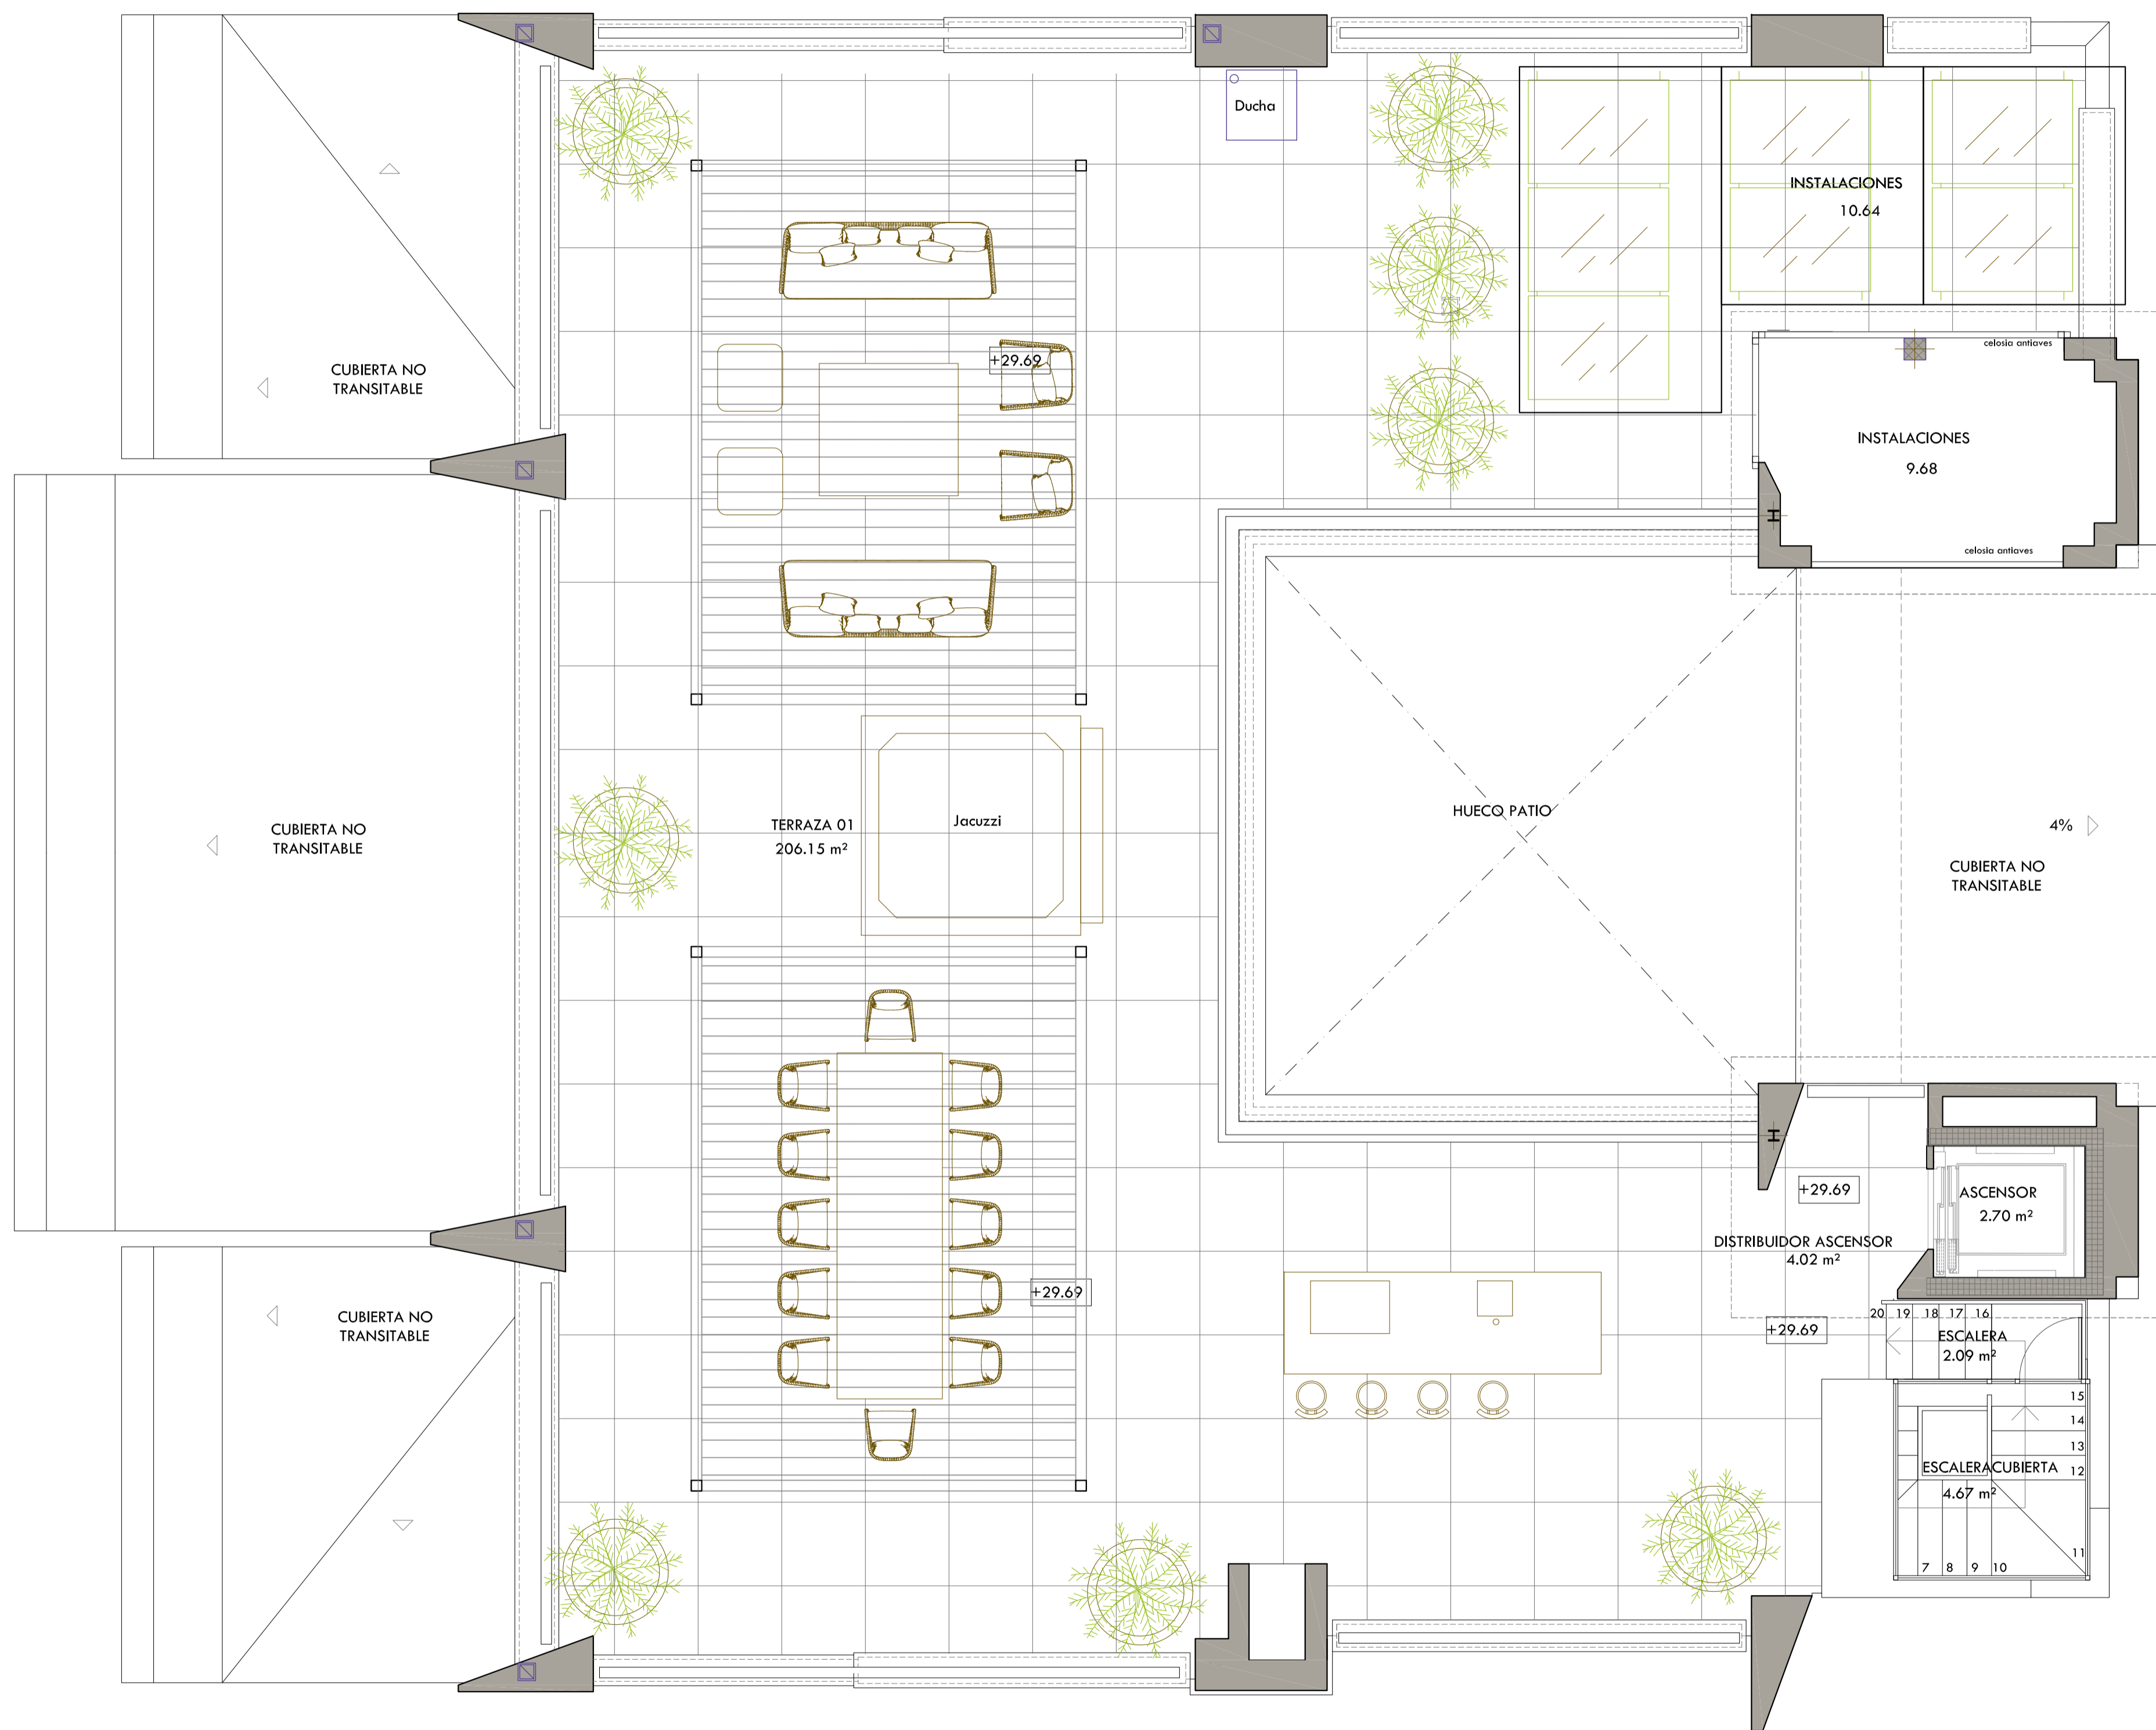 Ducha
INSTALACIONES
10.64
celosia antiaves
+29.69
CUBIERTA NO
TRANSITABLE
INSTALACIONES
9.68
celosia antiaves
HUECO PATIO
TERRAZA 01
206.15 m²
Jacuzzi
4%
CUBIERTA NO
TRANSITABLE
CUBIERTA NO
TRANSITABLE
+29.69
ASCENSOR
2.70 m²
DISTRIBUIDOR ASCENSOR
4.02 m²
+29.69
CUBIERTA NO
TRANSITABLE
+29.69
20 19 18 17 16
ESCALERA
2.09 m²
15
14
13
12
ESCALERACUBIERTA
4.67 m²
11
7 8 9 10